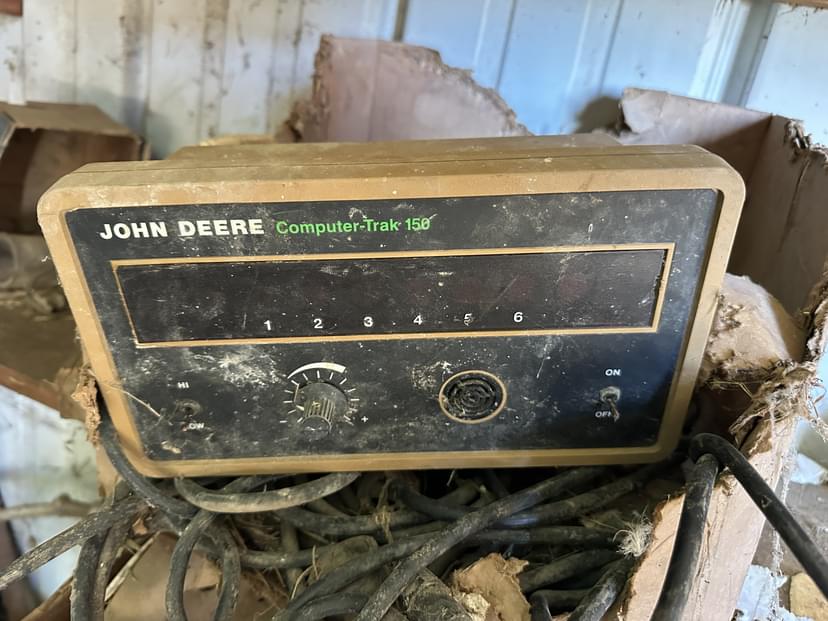 JOHN DEERE Computer-Trak 150
1 2 3 4 5 6
HI
ON
+
OFF